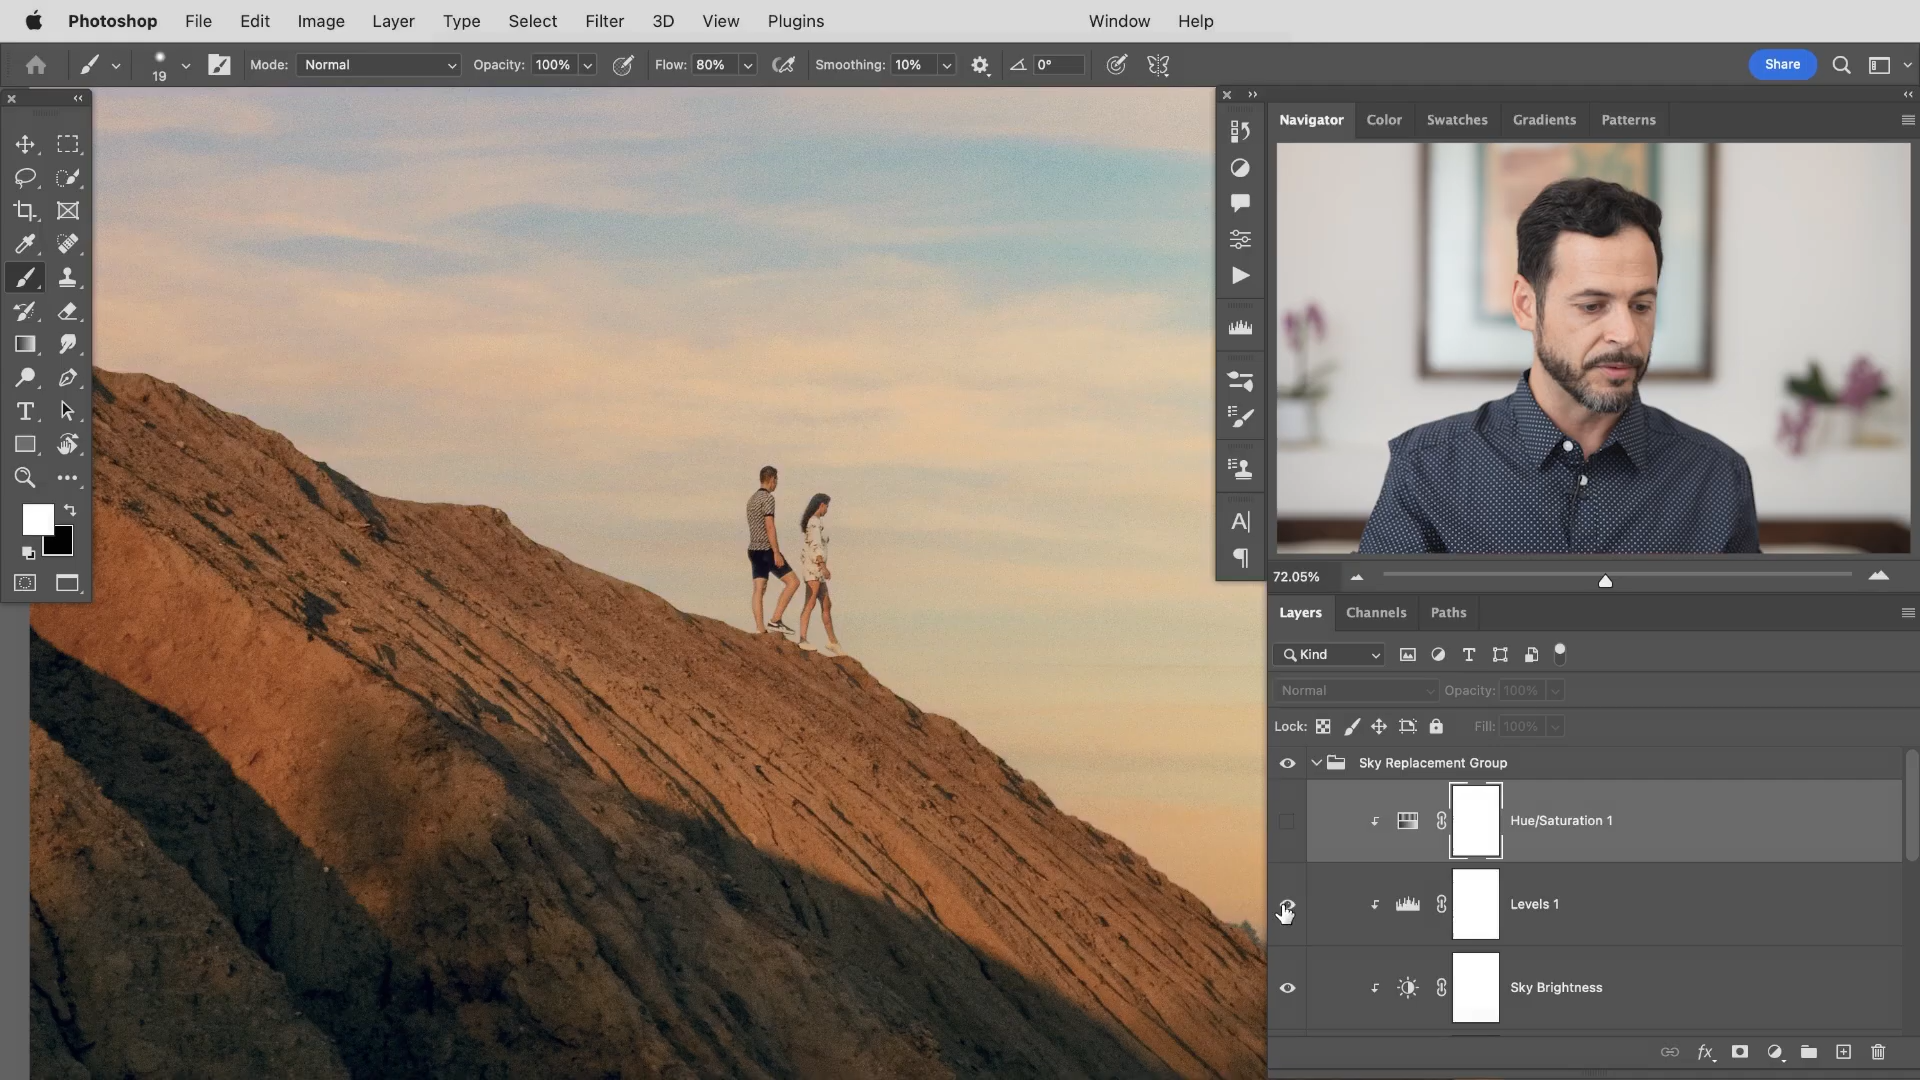 Photoshop File Edit Image Layer Type Select Filter 3D View Plugins Window Help
19 Mode: Normal Opacity: 100% Flow: 80% Smoothing: 10% 0° Share
Navigator Color Swatches Gradients Patterns
72.05%
Layers Channels Paths
Kind
Normal Opacity: 100%
Lock: Fill: 100%
Sky Replacement Group
Hue/Saturation 1
Levels 1
Sky Brightness
fx